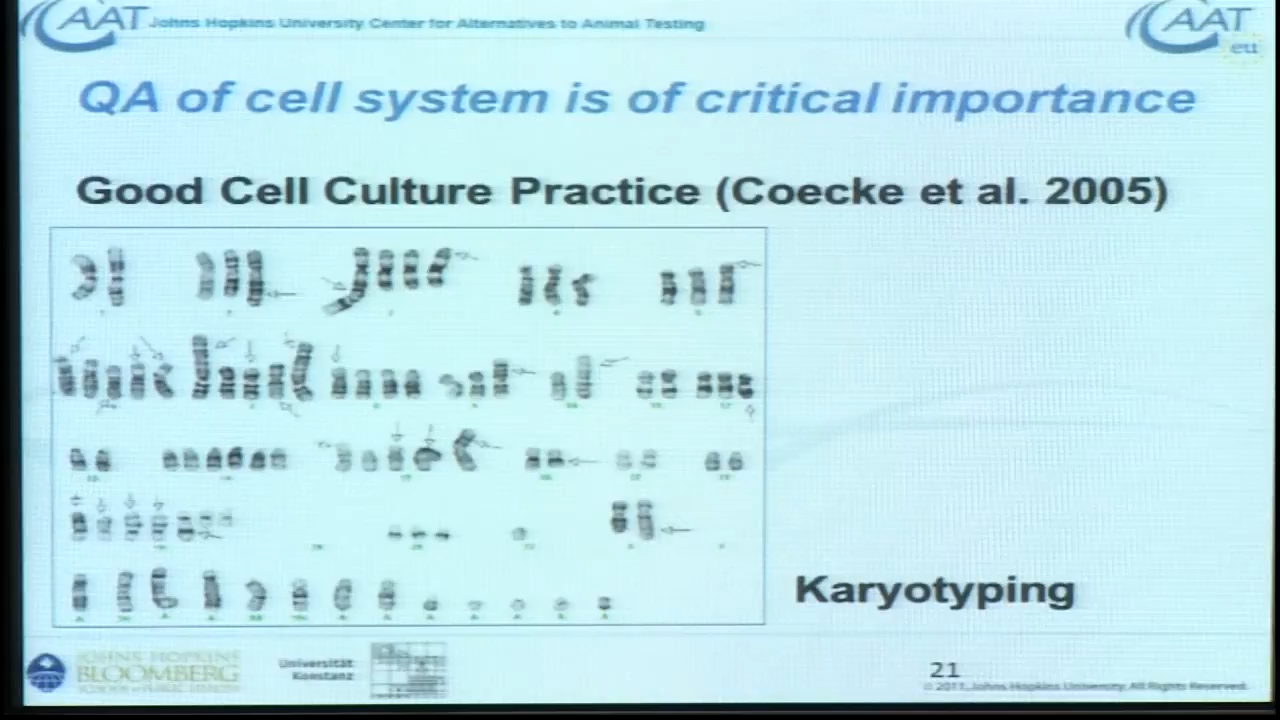 CAAT Johns Hopkins University Center for Alternatives to Animal Testing
CAAT eu
QA of cell system is of critical importance
Good Cell Culture Practice (Coecke et al. 2005)
Karyotyping
JOHNS HOPKINS
BLOOMBERG
SCHOOL of PUBLIC HEALTH
Universität
Konstanz
21
© 2011, Johns Hopkins University. All Rights Reserved.